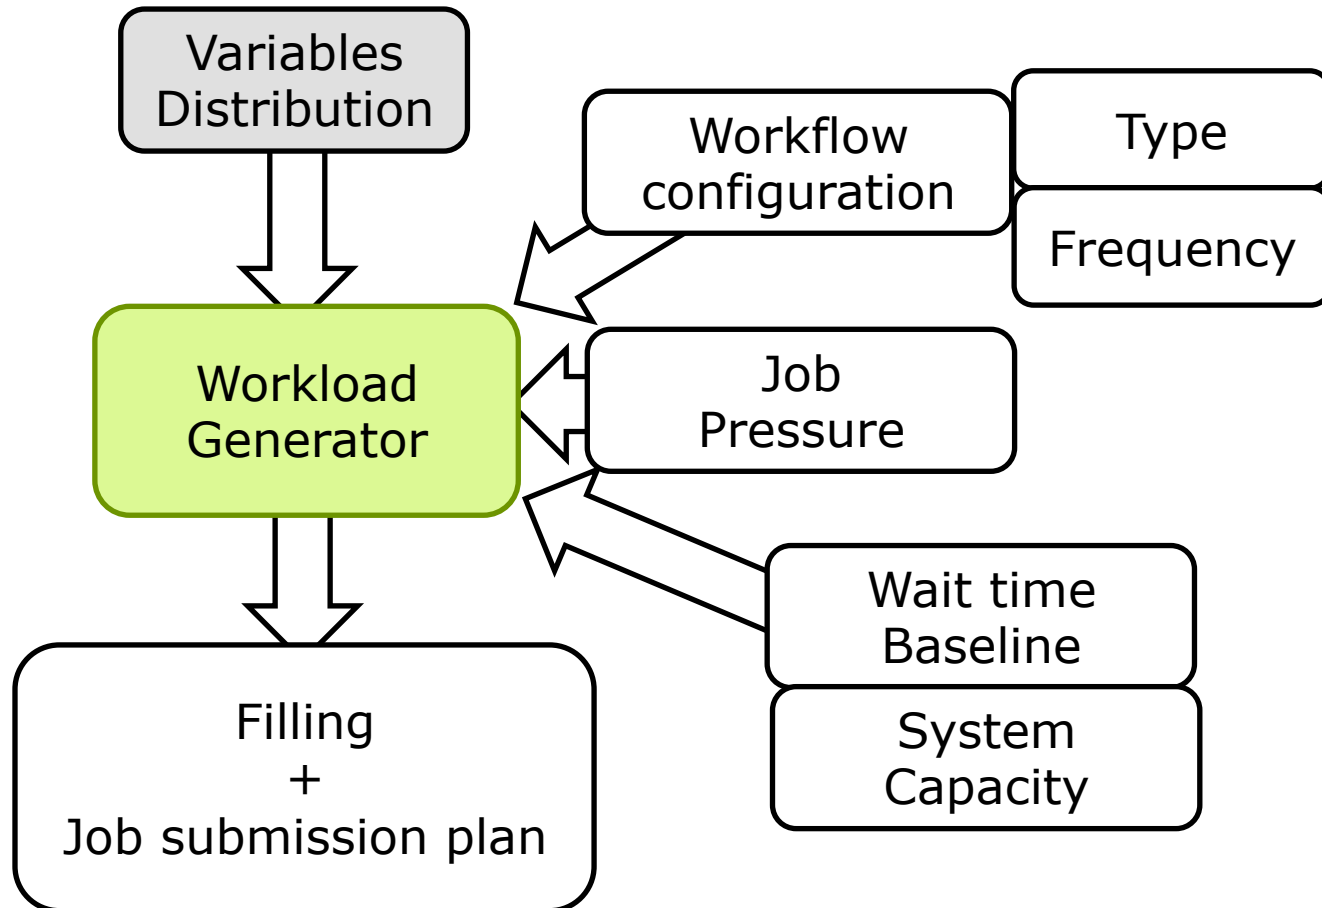 Variables
Distribution
Workflow
configuration
Type
Frequency
Workload
Generator
Job
Pressure
Wait time
Baseline
System
Capacity
Filling
+
Job submission plan